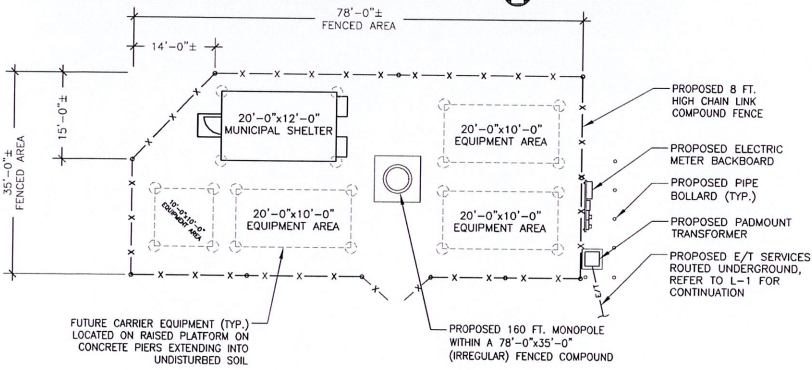 78'-0"±
FENCED AREA
14'-0"±
35'-0"±
FENCED AREA
15'-0"±
20'-0"x12'-0"
MUNICIPAL SHELTER
20'-0"x10'-0"
EQUIPMENT AREA
10'-0"x10'-0"
EQUIPMENT AREA
20'-0"x10'-0"
EQUIPMENT AREA
20'-0"x10'-0"
EQUIPMENT AREA
PROPOSED 8 FT.
HIGH CHAIN LINK
COMPOUND FENCE
PROPOSED ELECTRIC
METER BACKBOARD
PROPOSED PIPE
BOLLARD (TYP.)
PROPOSED PADMOUNT
TRANSFORMER
PROPOSED E/T SERVICES
ROUTED UNDERGROUND,
REFER TO L-1 FOR
CONTINUATION
E/T
FUTURE CARRIER EQUIPMENT (TYP.)
LOCATED ON RAISED PLATFORM ON
CONCRETE PIERS EXTENDING INTO
UNDISTURBED SOIL
PROPOSED 160 FT. MONOPOLE
WITHIN A 78'-0"x35'-0"
(IRREGULAR) FENCED COMPOUND